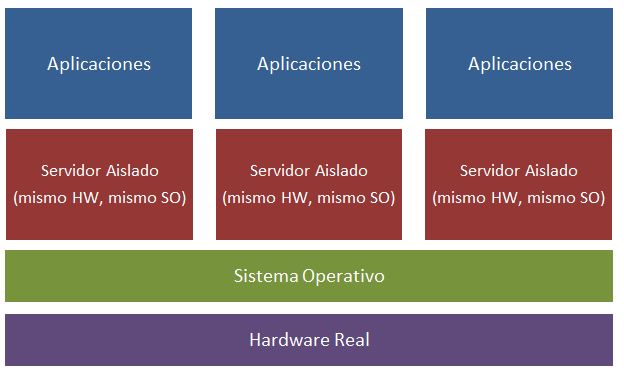 Aplicaciones
Aplicaciones
Aplicaciones
Servidor Aislado
(mismo HW, mismo SO)
Servidor Aislado
(mismo HW, mismo SO)
Servidor Aislado
(mismo HW, mismo SO)
Sistema Operativo
Hardware Real